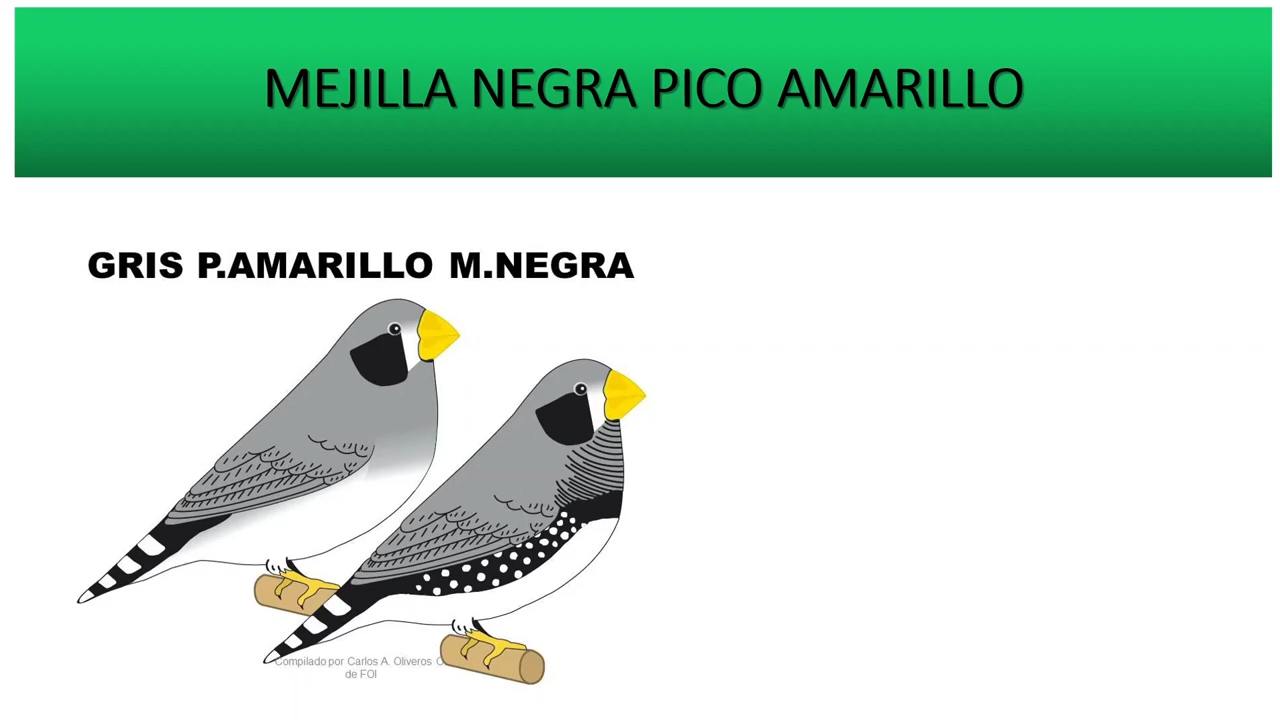 MEJILLA NEGRA PICO AMARILLO
GRIS P.AMARILLO M.NEGRA
Compilado por Carlos A. Oliveros
de FOI